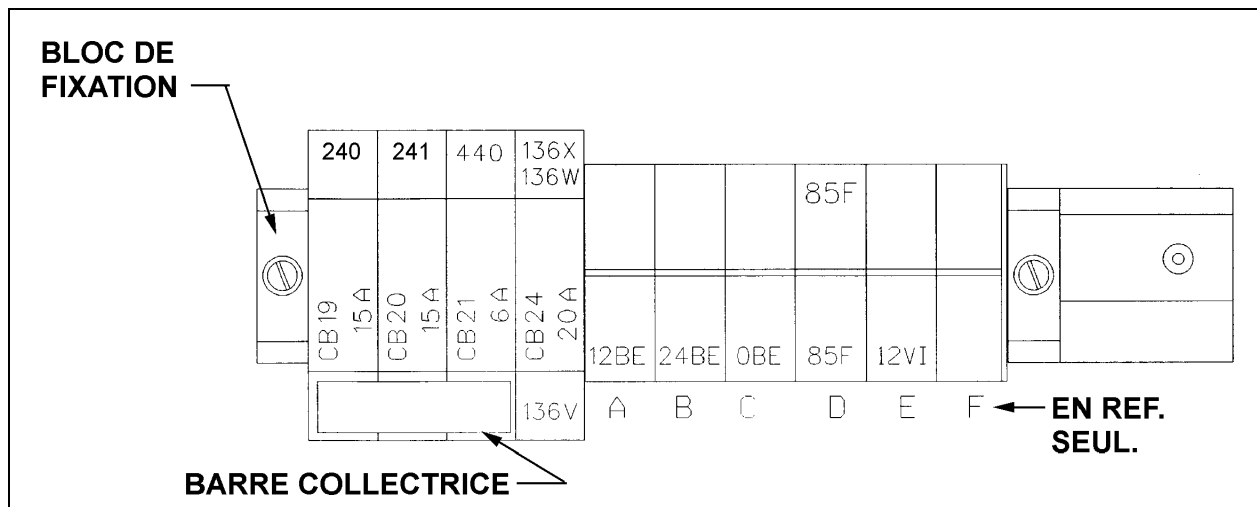 BLOC DE
FIXATION
240 241 440 136X
136W
85F
CB19 15A CB20 15A CB21 6A CB24 20A
12BE 24BE 0BE 85F 12VI
136V
A B C D E F EN REF.
SEUL.
BARRE COLLECTRICE